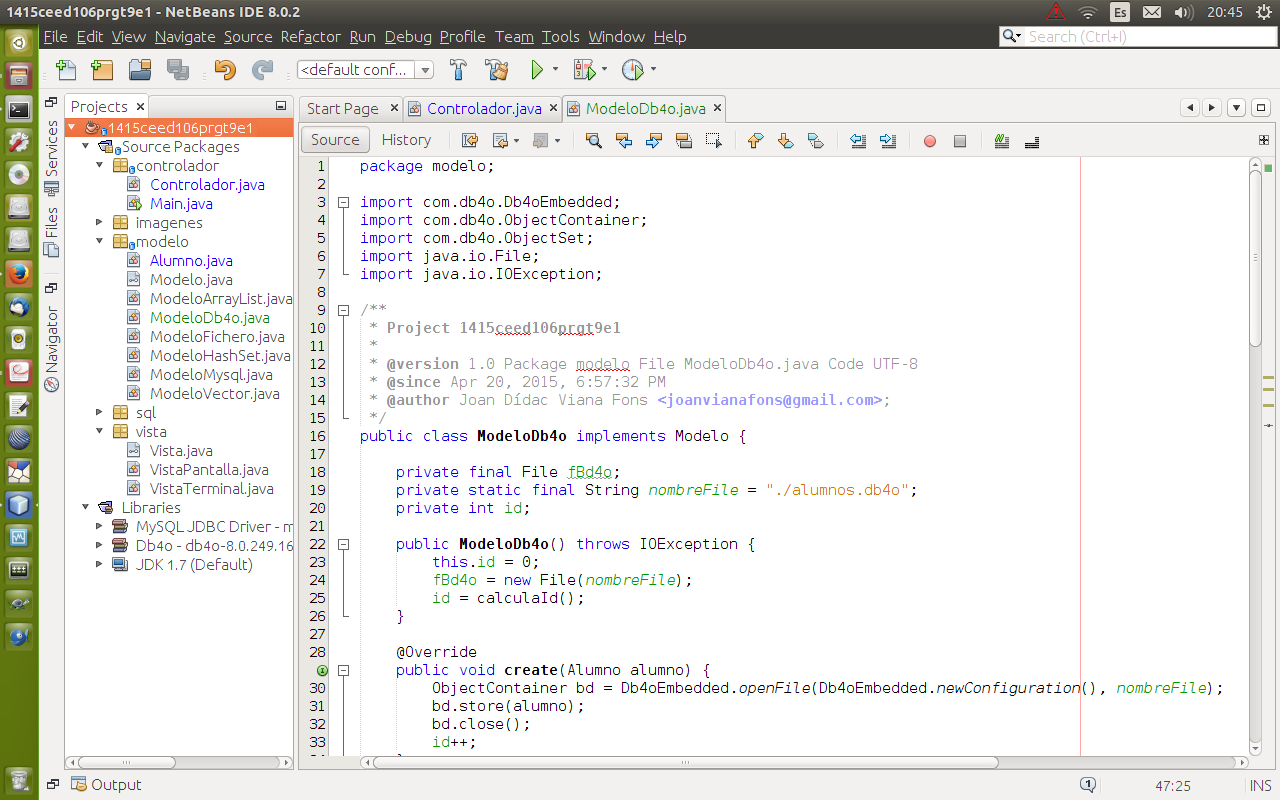 1415ceed106prgt9e1 - NetBeans IDE 8.0.2
Es
20:45
File Edit View Navigate Source Refactor Run Debug Profile Team Tools Window Help
Search (Ctrl+I)
<default conf...
Projects
Services
Files
Navigator
1415ceed106prgt9e1
Source Packages
controlador
Controlador.java
Main.java
imagenes
modelo
Alumno.java
Modelo.java
ModeloArrayList.java
ModeloDb4o.java
ModeloFichero.java
ModeloHashSet.java
ModeloMysql.java
ModeloVector.java
sql
vista
Vista.java
VistaPantalla.java
VistaTerminal.java
Libraries
MySQL JDBC Driver - m
Db4o - db4o-8.0.249.16
JDK 1.7 (Default)
Start Page Controlador.java ModeloDb4o.java
Source History
1 package modelo;
2
3 import com.db4o.Db4oEmbedded;
4 import com.db4o.ObjectContainer;
5 import com.db4o.ObjectSet;
6 import java.io.File;
7 import java.io.IOException;
8
9 /**
10 * Project 1415ceed106prgt9e1
11 *
12 * @version 1.0 Package modelo File ModeloDb4o.java Code UTF-8
13 * @since Apr 20, 2015, 6:57:32 PM
14 * @author Joan Dídac Viana Fons <joanvianafons@gmail.com>;
15 */
16 public class ModeloDb4o implements Modelo {
17
18 private final File fBd4o;
19 private static final String nombreFile = "./alumnos.db4o";
20 private int id;
21
22 public ModeloDb4o() throws IOException {
23 this.id = 0;
24 fBd4o = new File(nombreFile);
25 id = calculaId();
26 }
27
28 @Override
public void create(Alumno alumno) {
30 ObjectContainer bd = Db4oEmbedded.openFile(Db4oEmbedded.newConfiguration(), nombreFile);
31 bd.store(alumno);
32 bd.close();
33 id++;
Output
1
47:25
INS